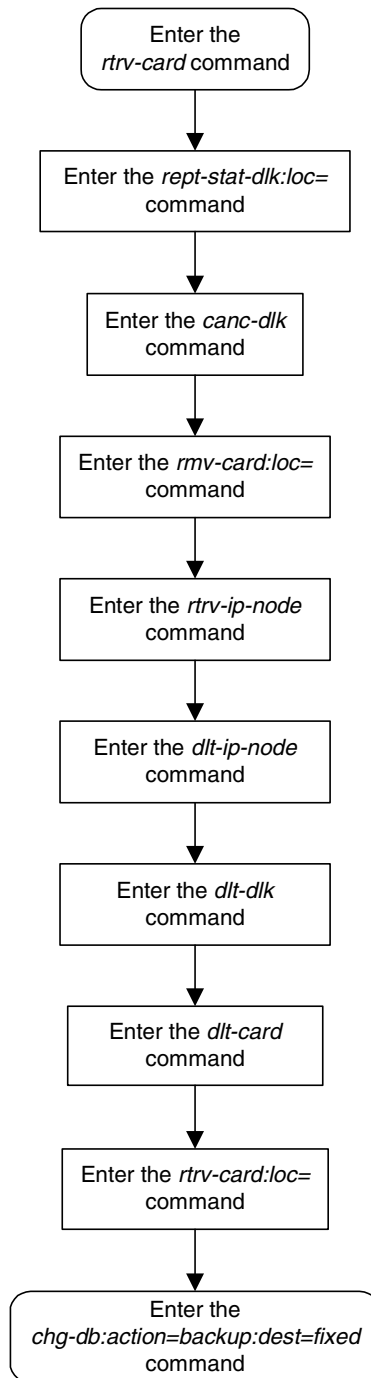 Enter the
rtrv-card command
Enter the rept-stat-dlk:loc=
command
Enter the canc-dlk
command
Enter the rmv-card:loc=
command
Enter the rtrv-ip-node
command
Enter the dlt-ip-node
command
Enter the dlt-dlk
command
Enter the dlt-card
command
Enter the rtrv-card:loc=
command
Enter the
chg-db:action=backup:dest=fixed
command